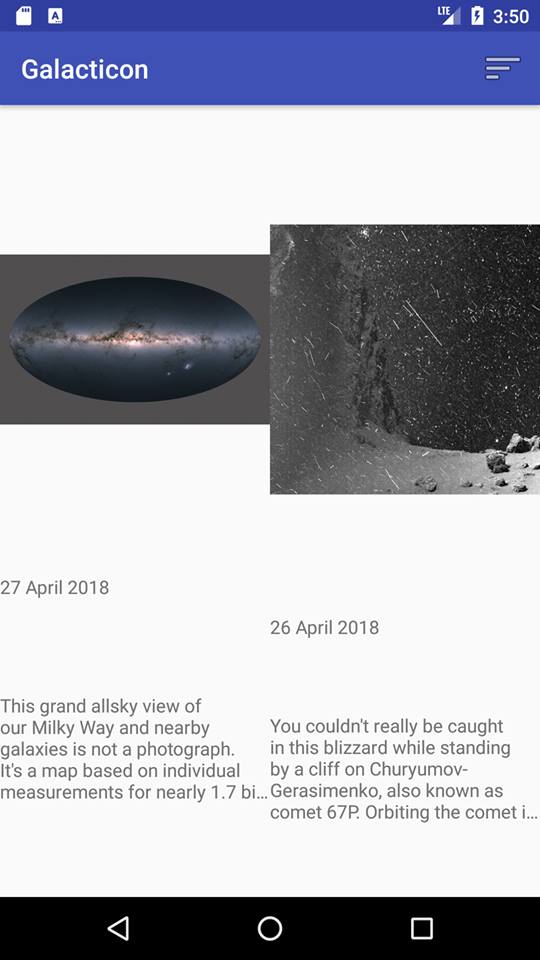 LTE 3:50
A
Galacticon
27 April 2018
This grand allsky view of
our Milky Way and nearby
galaxies is not a photograph.
It's a map based on individual
measurements for nearly 1.7 bi...
26 April 2018
You couldn't really be caught
in this blizzard while standing
by a cliff on Churyumov-
Gerasimenko, also known as
comet 67P. Orbiting the comet i...